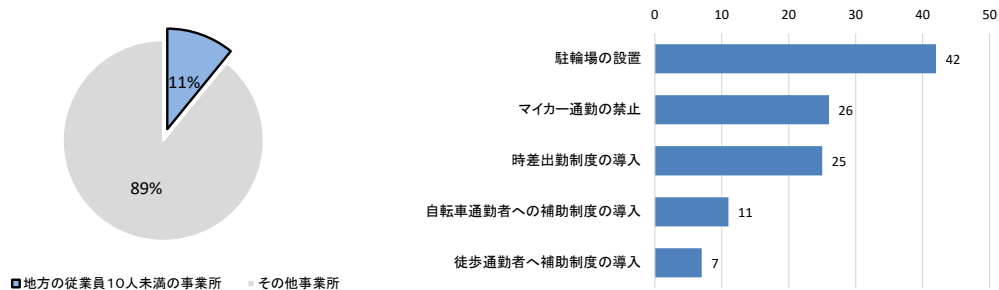 11%
89%
地方の従業員10人未満の事業所
その他事業所
0 10 20 30 40 50
駐輪場の設置 42
マイカー通勤の禁止 26
時差出勤制度の導入 25
自転車通勤者への補助制度の導入 11
徒歩通勤者へ補助制度の導入 7